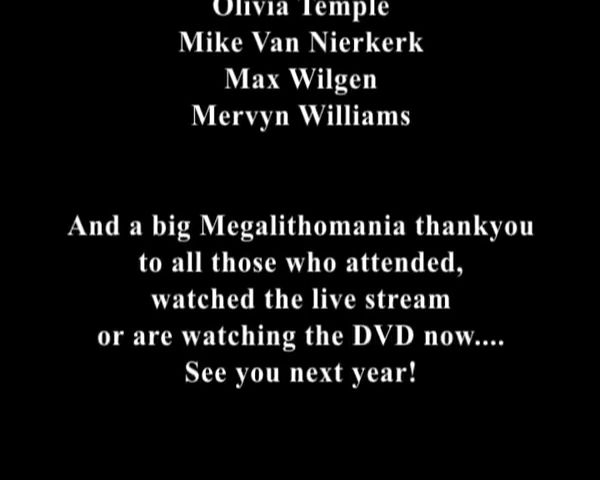 Olivia Temple
Mike Van Nierkerk
Max Wilgen
Mervyn Williams
And a big Megalithomania thankyou
to all those who attended,
watched the live stream
or are watching the DVD now....
See you next year!